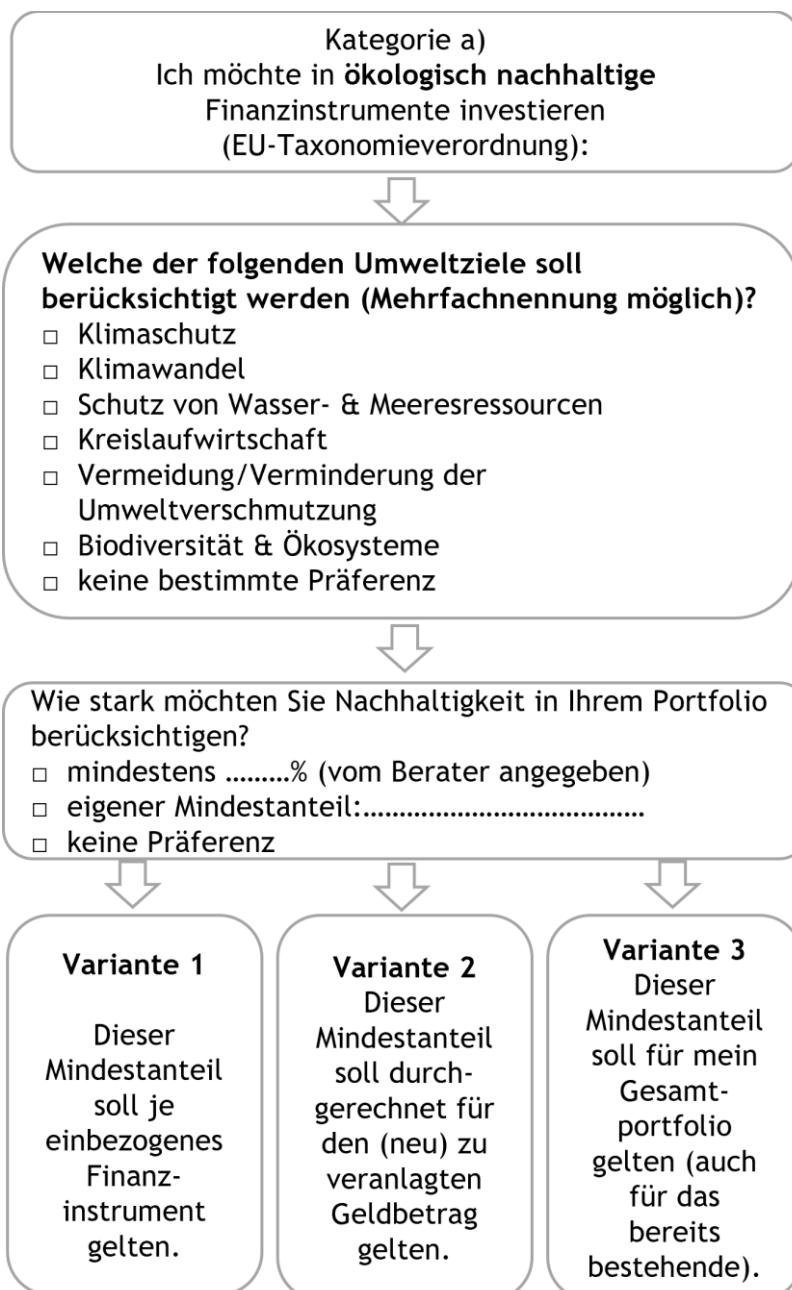 Kategorie a)
Ich möchte in ökologisch nachhaltige
Finanzinstrumente investieren
(EU-Taxonomieverordnung):
Welche der folgenden Umweltziele soll
berücksichtigt werden (Mehrfachnennung möglich)?
□ Klimaschutz
□ Klimawandel
□ Schutz von Wasser- & Meeresressourcen
□ Kreislaufwirtschaft
□ Vermeidung/Verminderung der
Umweltverschmutzung
□ Biodiversität & Ökosysteme
□ keine bestimmte Präferenz
Wie stark möchten Sie Nachhaltigkeit in Ihrem Portfolio
berücksichtigen?
□ mindestens .........% (vom Berater angegeben)
□ eigener Mindestanteil:.......................................
□ keine Präferenz
Variante 1
Dieser
Mindestanteil
soll je
einbezogenes
Finanz-
instrument
gelten.
Variante 2
Dieser
Mindestanteil
soll durch-
gerechnet für
den (neu) zu
veranlagten
Geldbetrag
gelten.
Variante 3
Dieser
Mindestanteil
soll für mein
Gesamt-
portfolio
gelten (auch
für das
bereits
bestehende).